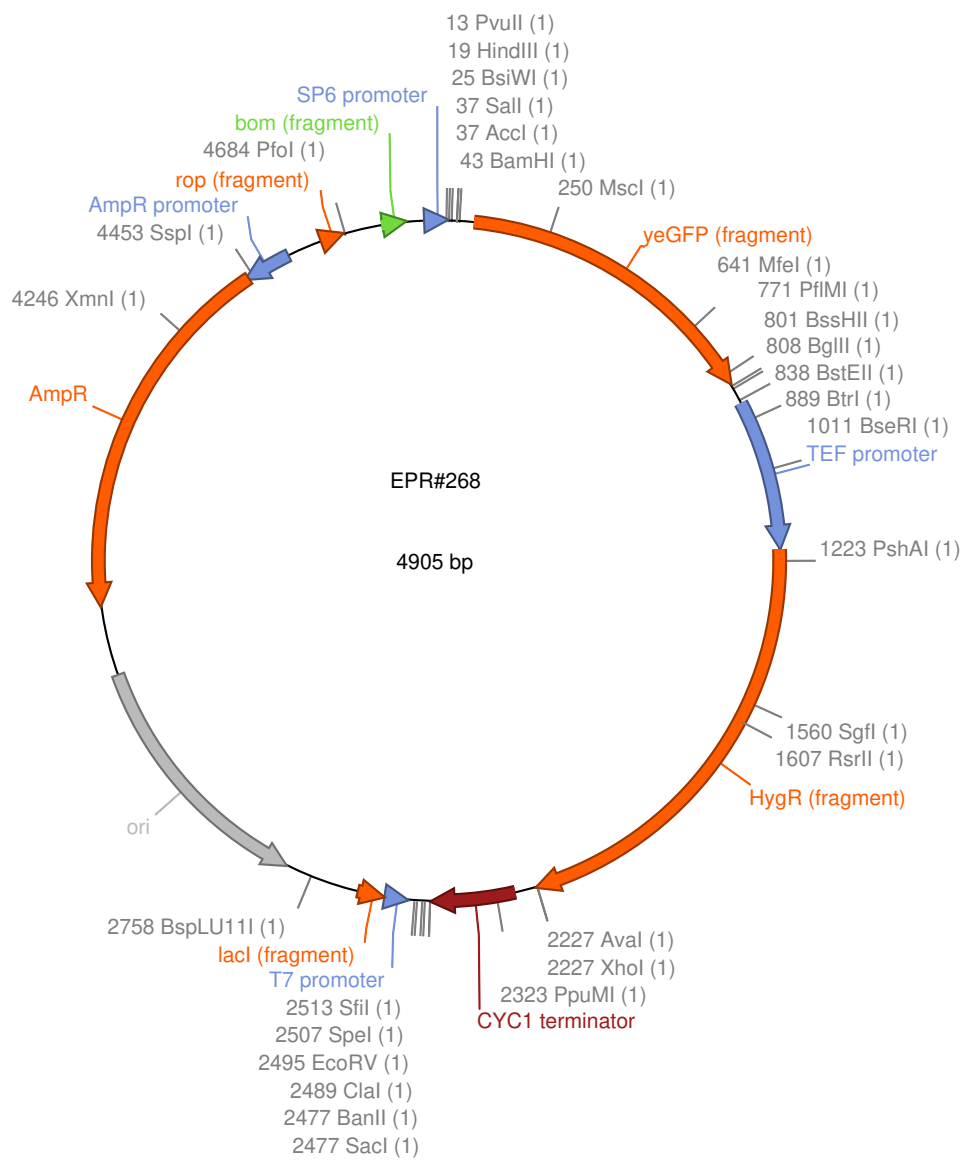 13 PvuII (1)
19 HindIII (1)
25 BsiWI (1)
SP6 promoter
37 SalI (1)
bom (fragment)
37 AccI (1)
4684 PfoI (1)
43 BamHI (1)
rop (fragment)
250 MscI (1)
AmpR promoter
4453 SspI (1)
yeGFP (fragment)
641 MfeI (1)
4246 XmnI (1)
771 PflMI (1)
801 BssHII (1)
808 BglII (1)
838 BstEII (1)
AmpR
889 BtrI (1)
1011 BseRI (1)
TEF promoter
EPR#268
1223 PshAI (1)
4905 bp
1560 SgfI (1)
1607 RsrII (1)
HygR (fragment)
ori
2758 BspLU11I (1)
2227 AvaI (1)
lacI (fragment)
2227 XhoI (1)
T7 promoter
2323 PpuMI (1)
2513 SfiI (1)
CYC1 terminator
2507 SpeI (1)
2495 EcoRV (1)
2489 ClaI (1)
2477 BanII (1)
2477 SacI (1)